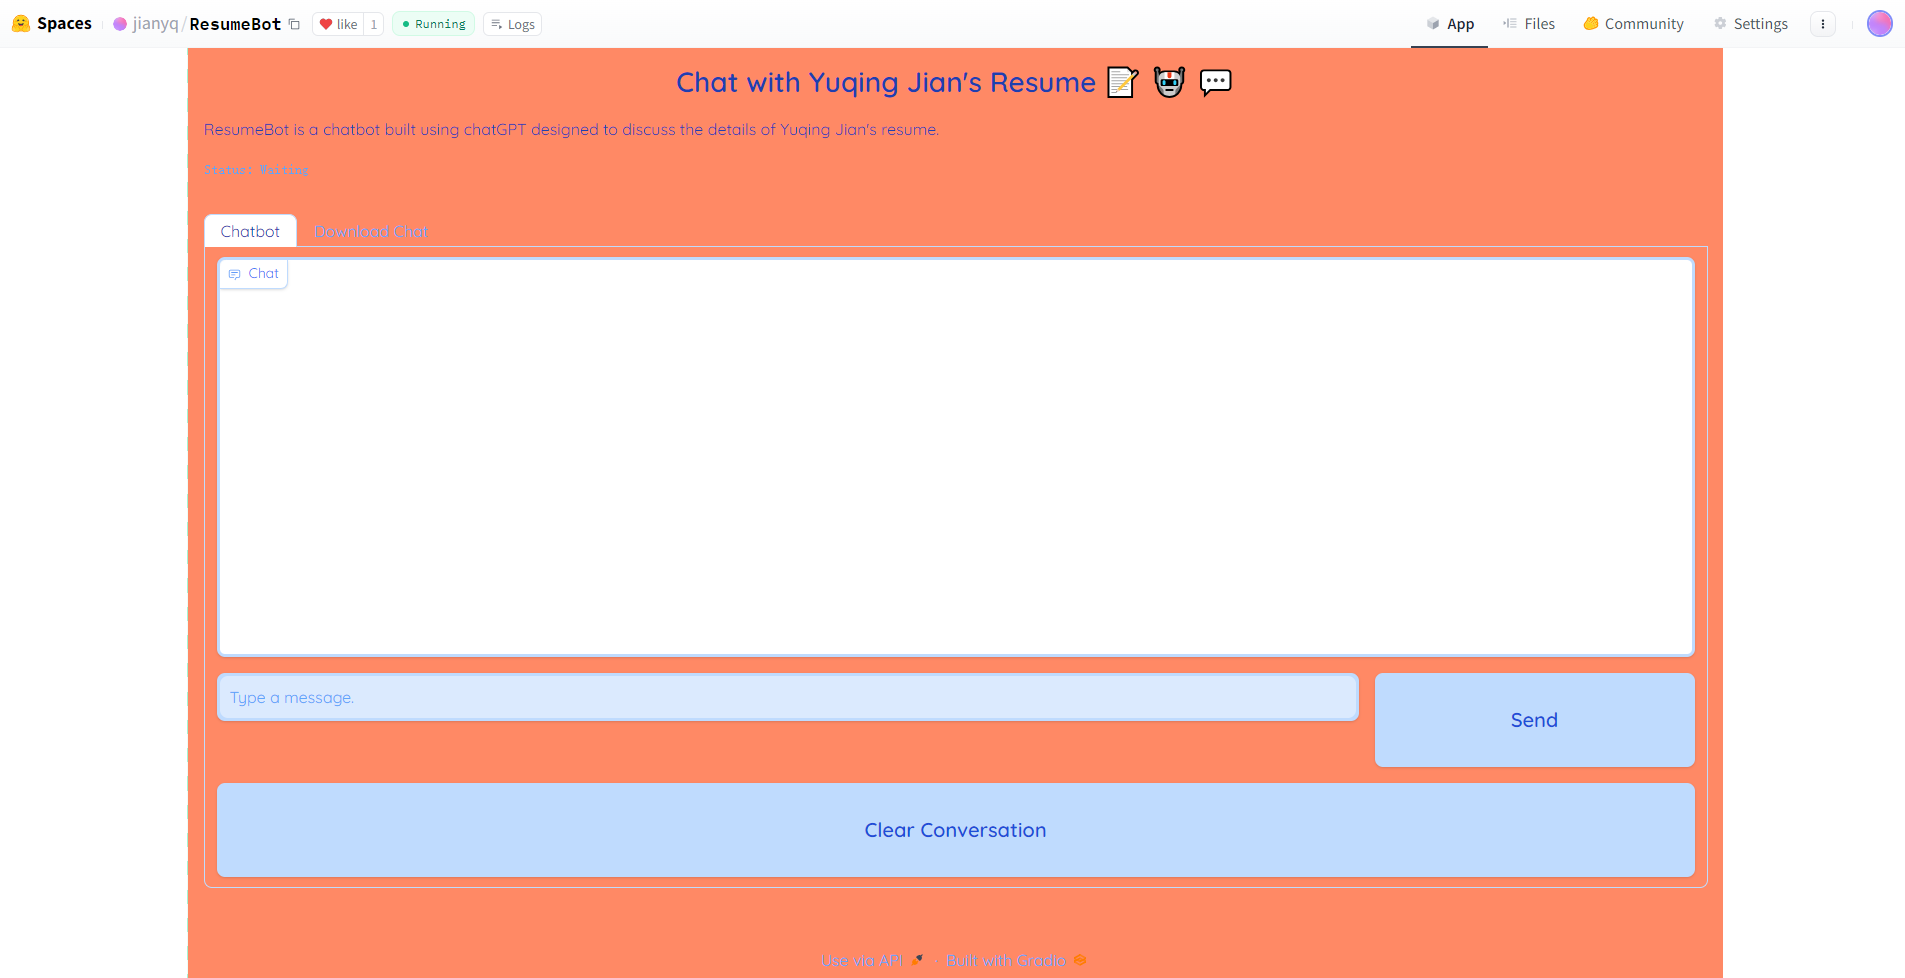 Spaces jianyq/ResumeBot like 1 Running Logs App Files Community Settings
Chat with Yuqing Jian's Resume
ResumeBot is a chatbot built using chatGPT designed to discuss the details of Yuqing Jian's resume.
Status: Waiting
Chatbot Download Chat
Chat
Type a message.
Send
Clear Conversation
Use via API · Built with Gradio